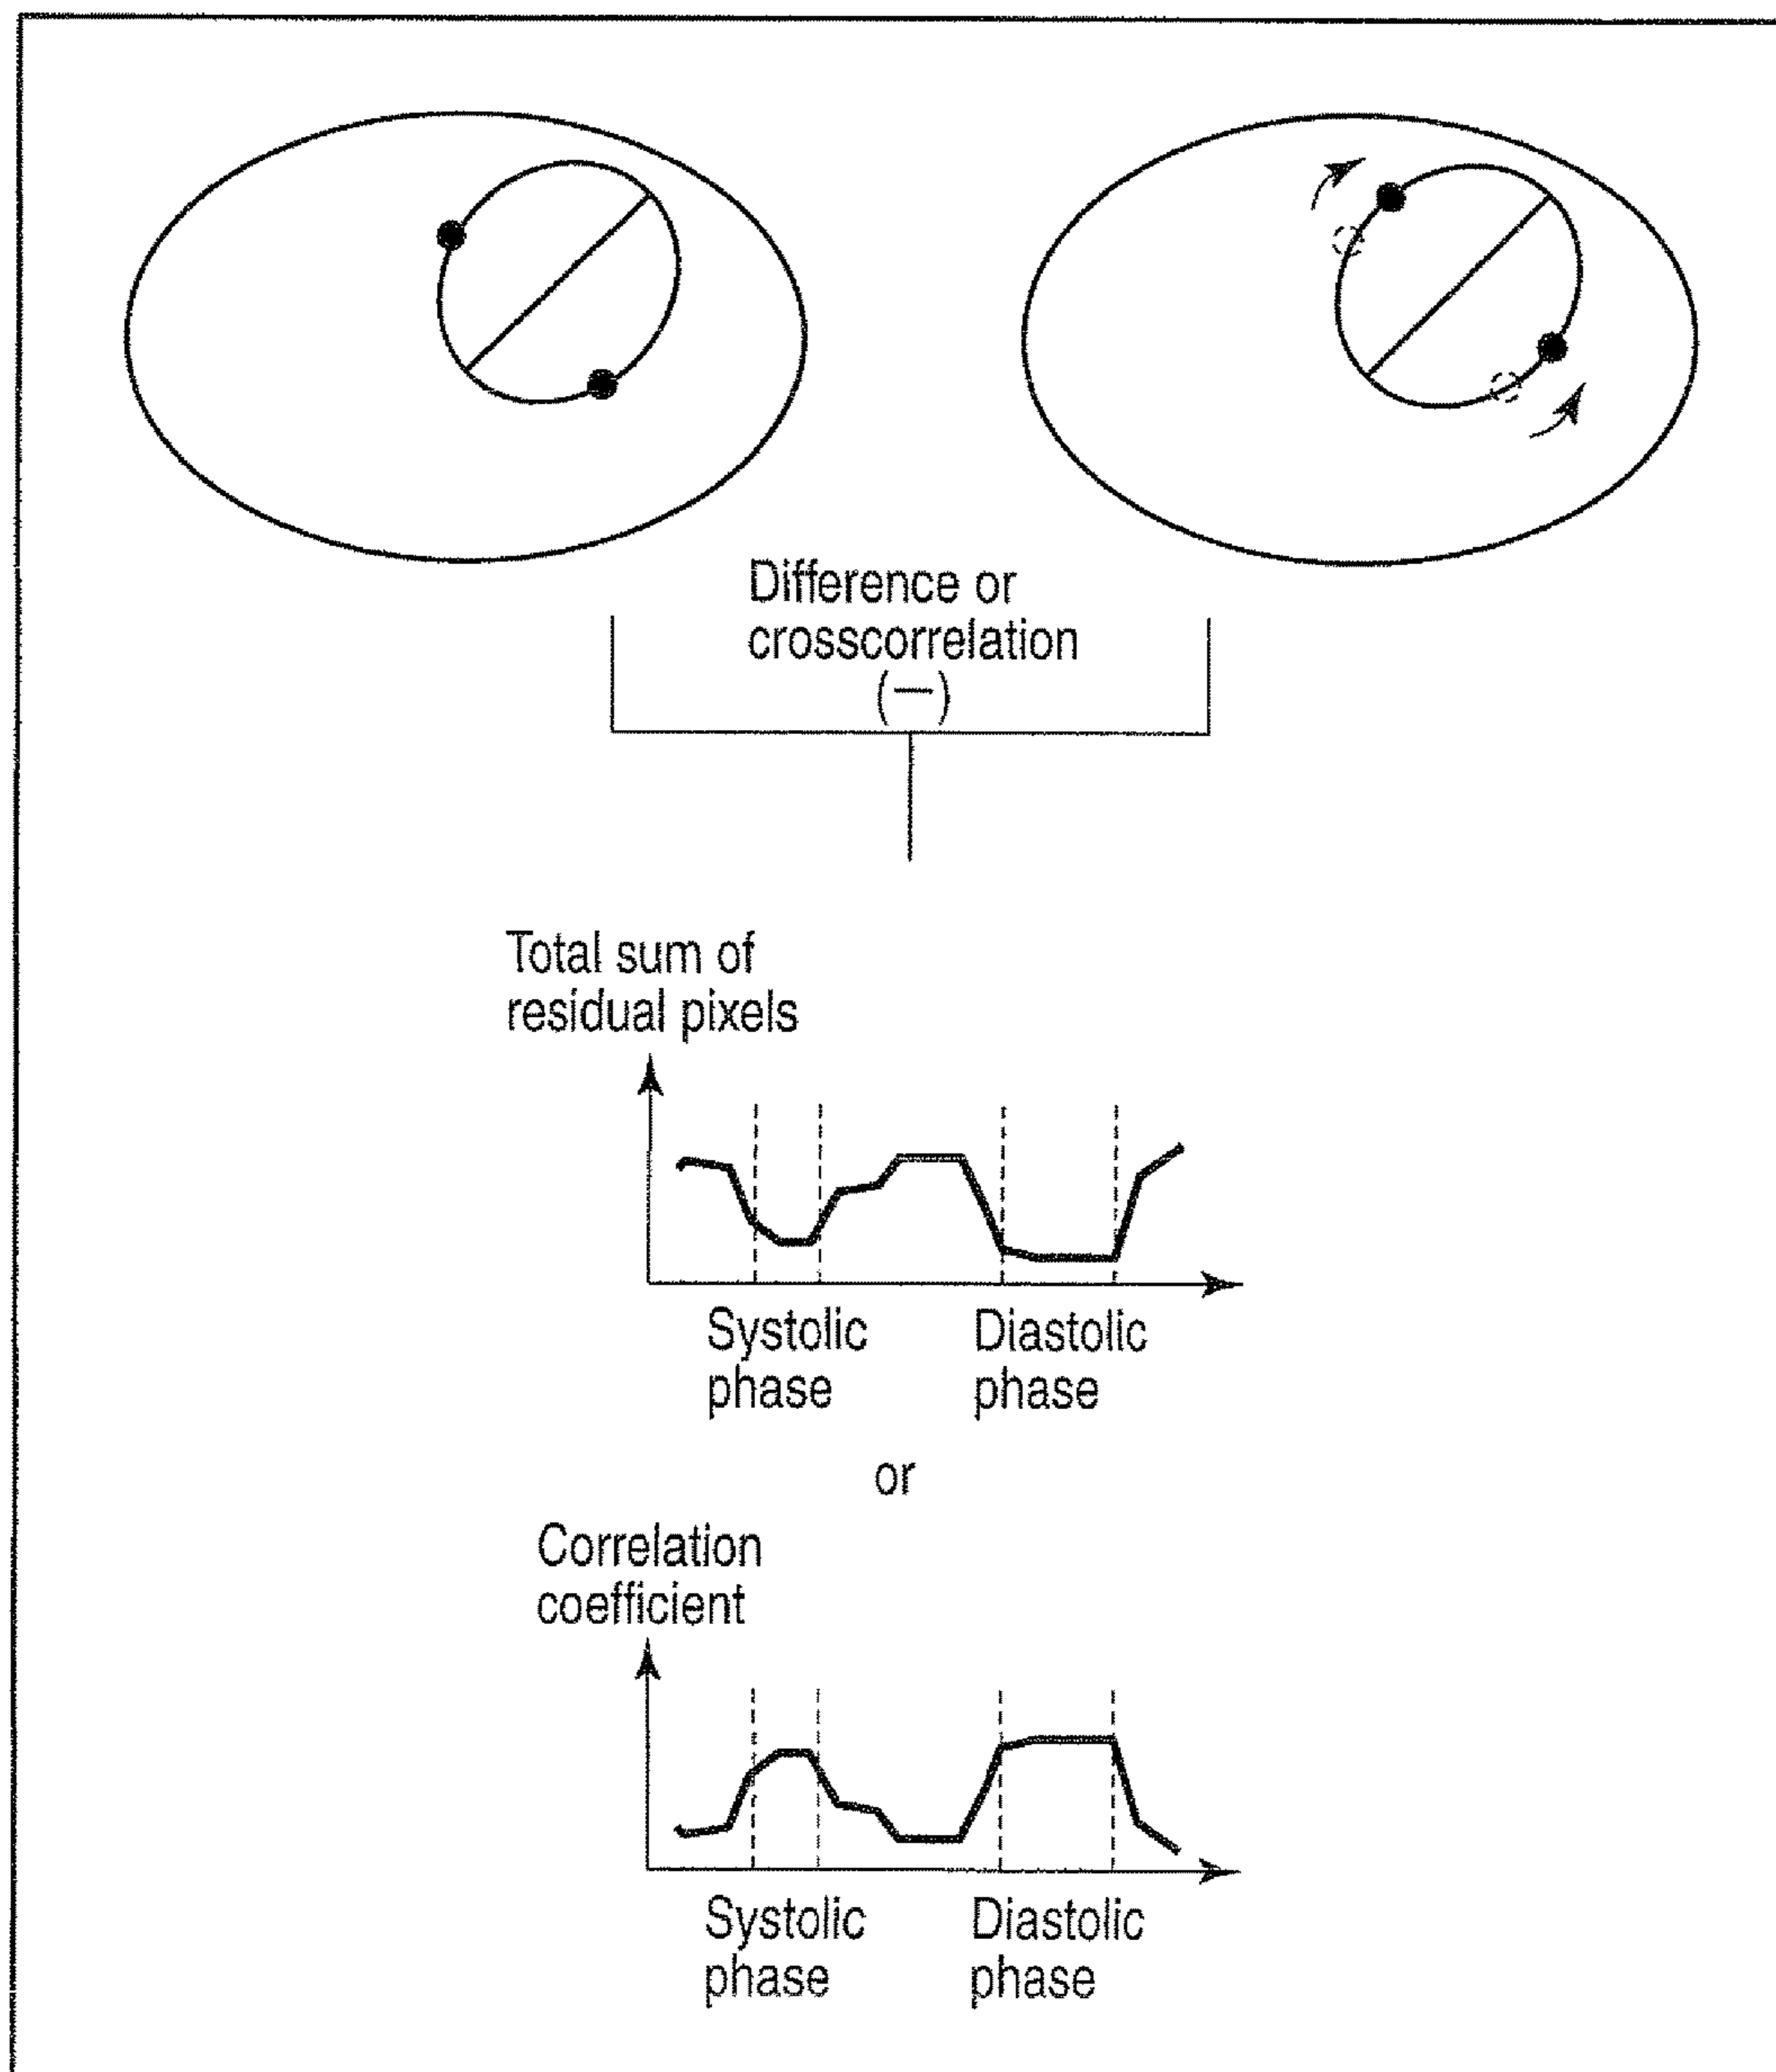 Difference or
crosscorrelation
(—)
Total sum of
residual pixels
Systolic
phase
Diastolic
phase
or
Correlation
coefficient
Systolic
phase
Diastolic
phase